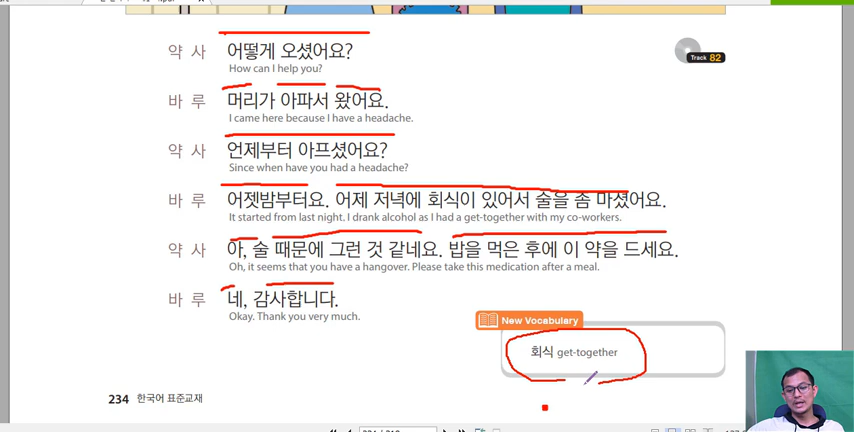 Track 82
약 사 어떻게 오셨어요?
How can I help you?
바 루 머리가 아파서 왔어요.
I came here because I have a headache.
약 사 언제부터 아프셨어요?
Since when have you had a headache?
바 루 어젯밤부터요. 어제 저녁에 회식이 있어서 술을 좀 마셨어요.
It started from last night. I drank alcohol as I had a get-together with my co-workers.
약 사 아, 술 때문에 그런 것 같네요. 밥을 먹은 후에 이 약을 드세요.
Oh, it seems that you have a hangover. Please take this medication after a meal.
바 루 네, 감사합니다.
Okay. Thank you very much.
New Vocabulary
회식 get-together
234 한국어 표준교재